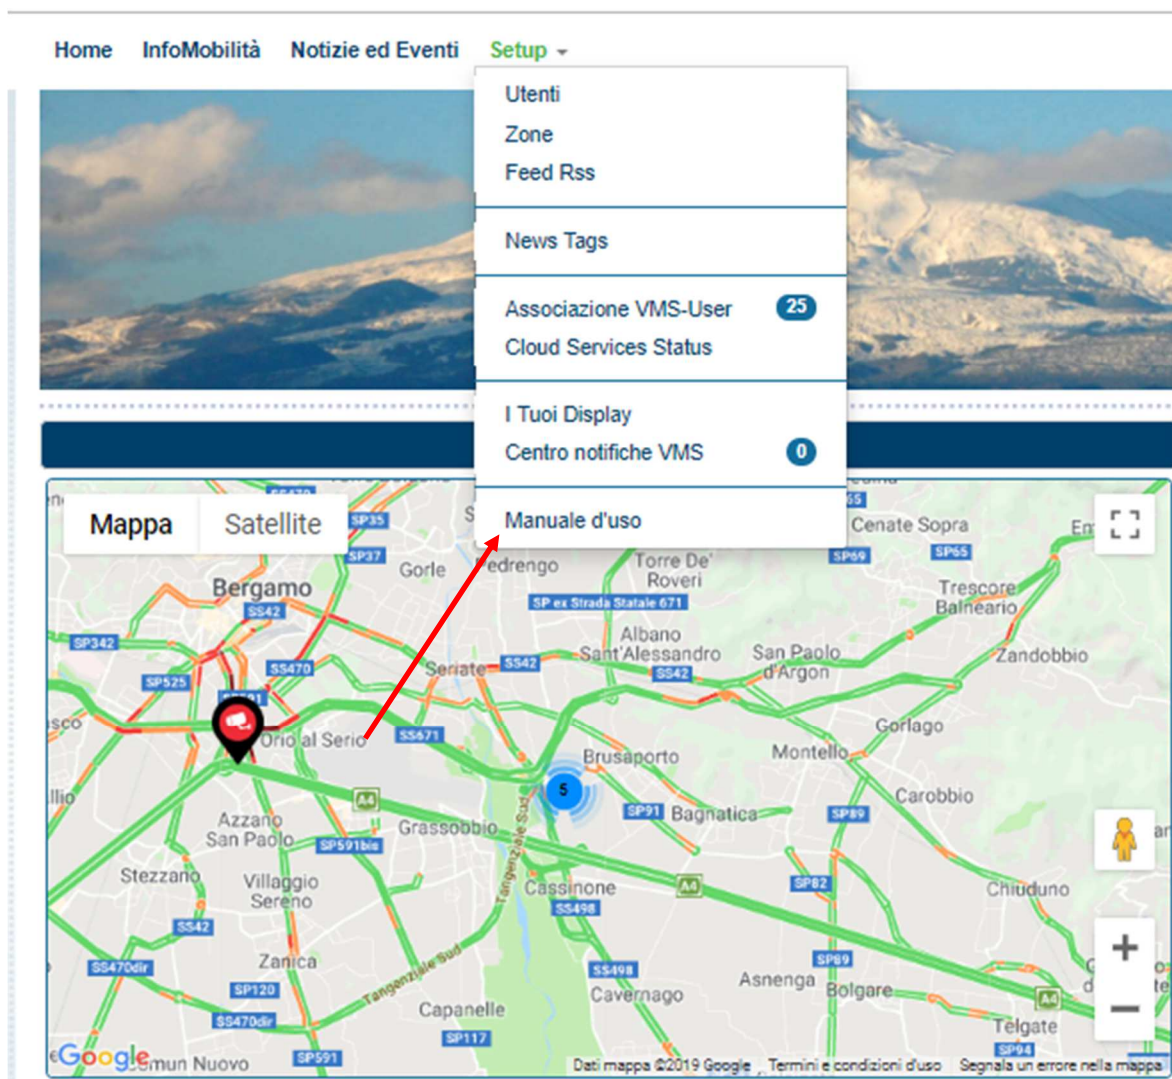 Home InfoMobilità Notizie ed Eventi Setup
Utenti
Zone
Feed Rss
News Tags
Associazione VMS-User 25
Cloud Services Status
I Tuoi Display
Centro notifiche VMS 0
Manuale d'uso
Mappa Satellite
SP35
Cenate Sopra
SP37
Gorle
Torre De'
Roveri
SP69
SP65
Bergamo
SS42
SP ex Strada Statale 671
Trescore
Balneario
SP342
Albano
Sant'Alessandro
San Paolo
d'Argon
Zandobbio
SS470
Seriate
SS42
SS42
SP525
Orio al Serio
SS671
Gorlago
Brusaporto
Montello
5
A4
SP91
Bagnatica
SP89
Carobbio
Azzano
San Paolo
SP591bis
Grassobbio
Tangenziale Sud
Stezzano
Villaggio
Sereno
Cassinone
A4
SP82
Chiuduno
SS498
SS42
SS470dir
Zanica
Tangenziale Sud
SS498
SP89
SP120
Cavernago
Asnenga
Bolgare
A4
SS470dir
Capanelle
SP117
Telgate
SP94
Google
mun Nuovo
SP591
Dati mappa ©2019 Google Termini e condizioni d'uso Segnala un errore nella mappa